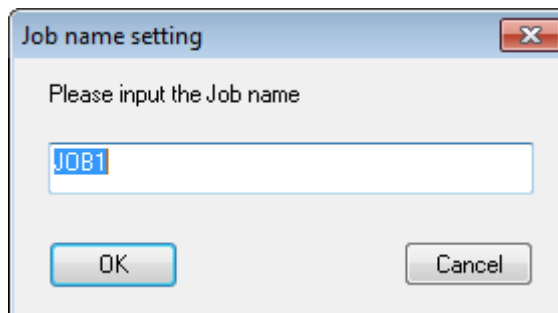 Job name setting
Please input the Job name
JOB1
OK
Cancel